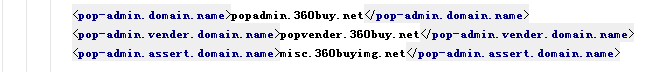 <pop-admin.domain.name>popadmin.360buy.net</pop-admin.domain.name>
<pop-admin.vender.domain.name>popvender.360buy.net</pop-admin.vender.domain.name>
<pop-admin.assert.domain.name>misc.360buyimg.net</pop-admin.assert.domain.name>